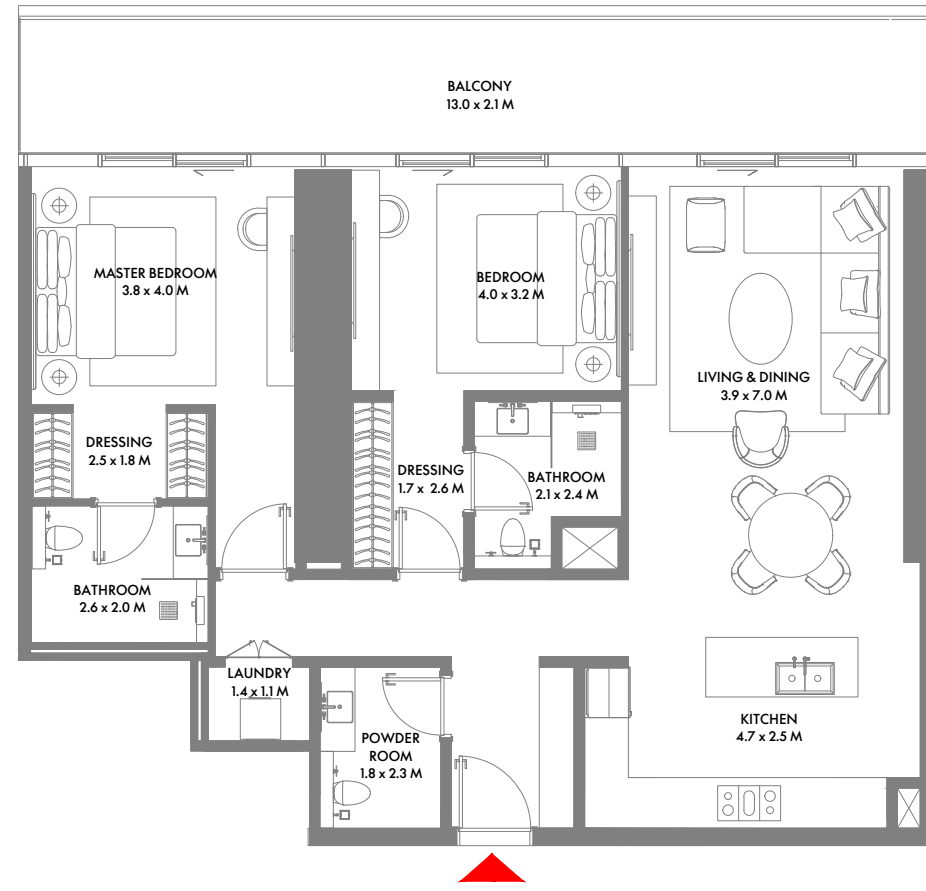 BALCONY
13.0 x 2.1 M
MASTER BEDROOM
3.8 x 4.0 M
BEDROOM
4.0 x 3.2 M
LIVING & DINING
3.9 x 7.0 M
DRESSING
2.5 x 1.8 M
DRESSING
1.7 x 2.6 M
BATHROOM
2.1 x 2.4 M
BATHROOM
2.6 x 2.0 M
LAUNDRY
1.4 x 1.1 M
KITCHEN
4.7 x 2.5 M
POWDER
ROOM
1.8 x 2.3 M